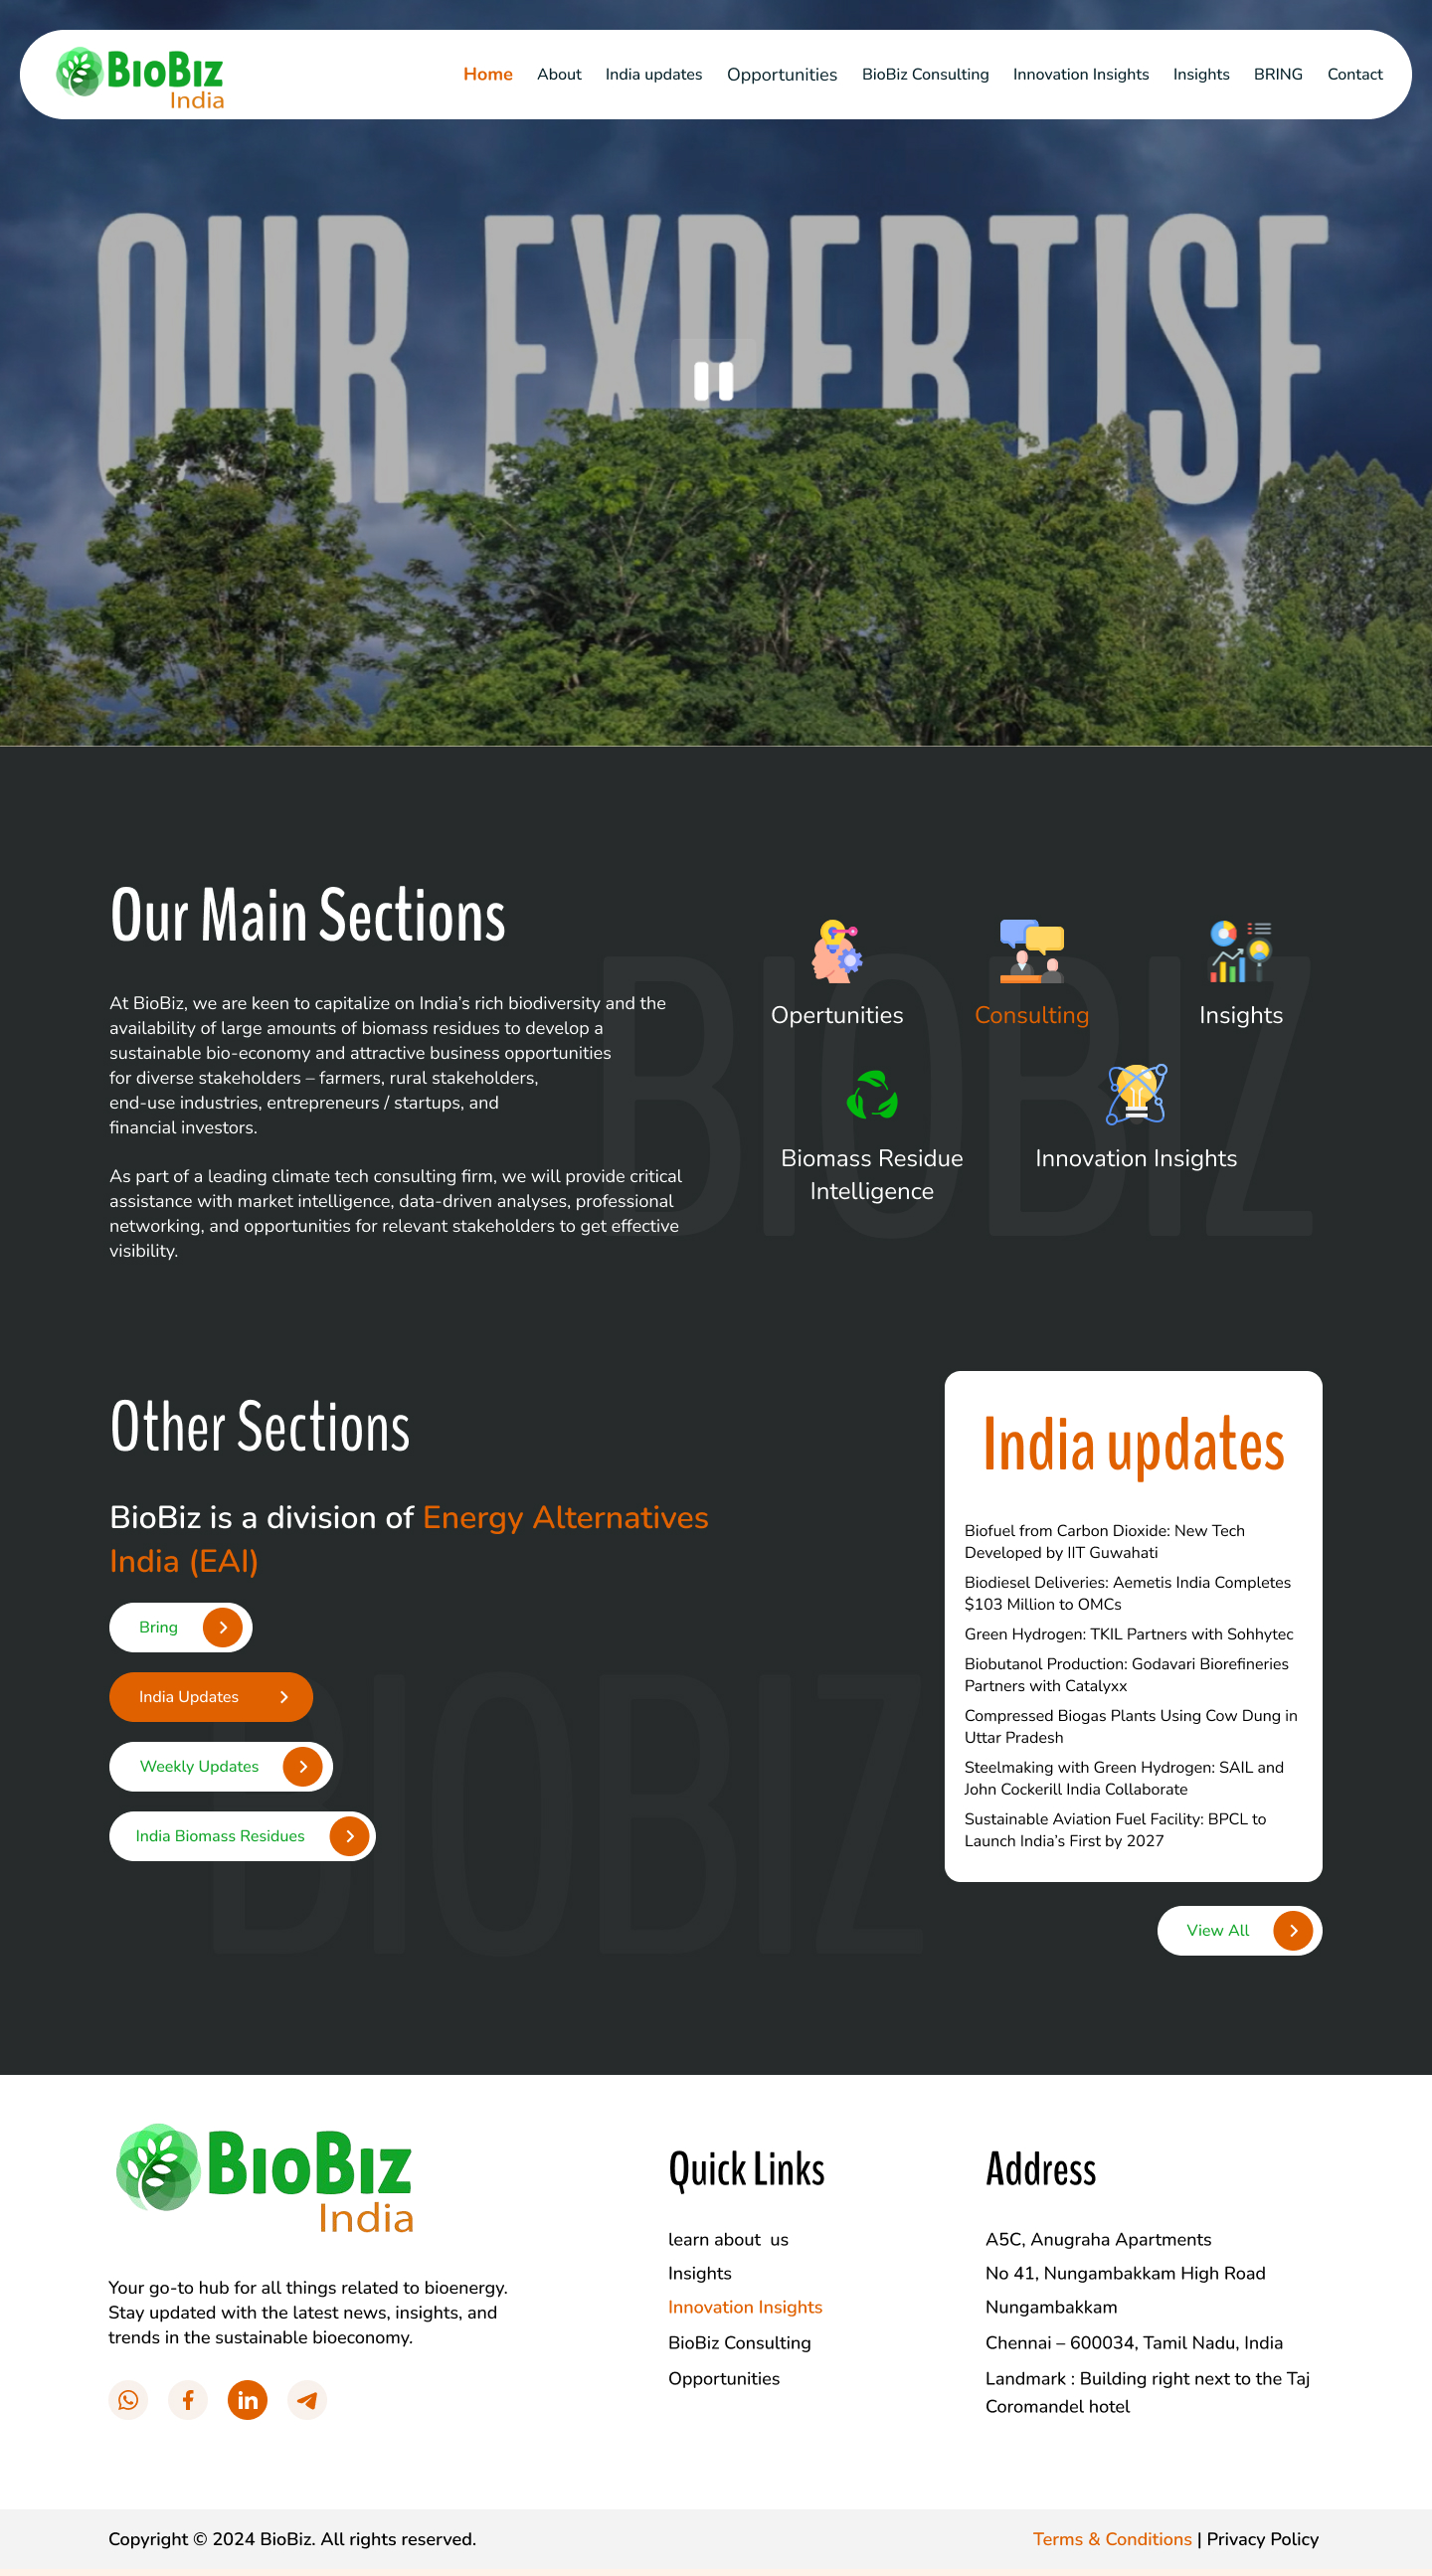 BIOBIZ
India
Home
About
India updates
Opportunities
BioBiz Consulting
Innovation Insights
Insights
BRING
Contact
OUR EXPERTISE
Our Main Sections
At BioBiz, we are keen to capitalize on India’s rich biodiversity and the
availability of large amounts of biomass residues to develop a
sustainable bio-economy and attractive business opportunities
for diverse stakeholders – farmers, rural stakeholders,
end-use industries, entrepreneurs / startups, and
financial investors.
As part of a leading climate tech consulting firm, we will provide critical
assistance with market intelligence, data-driven analyses, professional
networking, and opportunities for relevant stakeholders to get effective
visibility.
BIOBIZ
Opertunities
Consulting
Insights
Biomass Residue
Intelligence
Innovation Insights
Other Sections
BioBiz is a division of Energy Alternatives
India (EAI)
Bring
India Updates
Weekly Updates
India Biomass Residues
BIOBIZ
India updates
Biofuel from Carbon Dioxide: New Tech
Developed by IIT Guwahati
Biodiesel Deliveries: Aemetis India Completes
$103 Million to OMCs
Green Hydrogen: TKIL Partners with Sohhytec
Biobutanol Production: Godavari Biorefineries
Partners with Catalyxx
Compressed Biogas Plants Using Cow Dung in
Uttar Pradesh
Steelmaking with Green Hydrogen: SAIL and
John Cockerill India Collaborate
Sustainable Aviation Fuel Facility: BPCL to
Launch India’s First by 2027
View All
BIOBIZ
India
Your go-to hub for all things related to bioenergy.
Stay updated with the latest news, insights, and
trends in the sustainable bioeconomy.
Quick Links
learn about  us
Insights
Innovation Insights
BioBiz Consulting
Opportunities
Address
A5C, Anugraha Apartments
No 41, Nungambakkam High Road
Nungambakkam
Chennai – 600034, Tamil Nadu, India
Landmark : Building right next to the Taj
Coromandel hotel
Copyright © 2024 BioBiz. All rights reserved.
Terms & Conditions | Privacy Policy